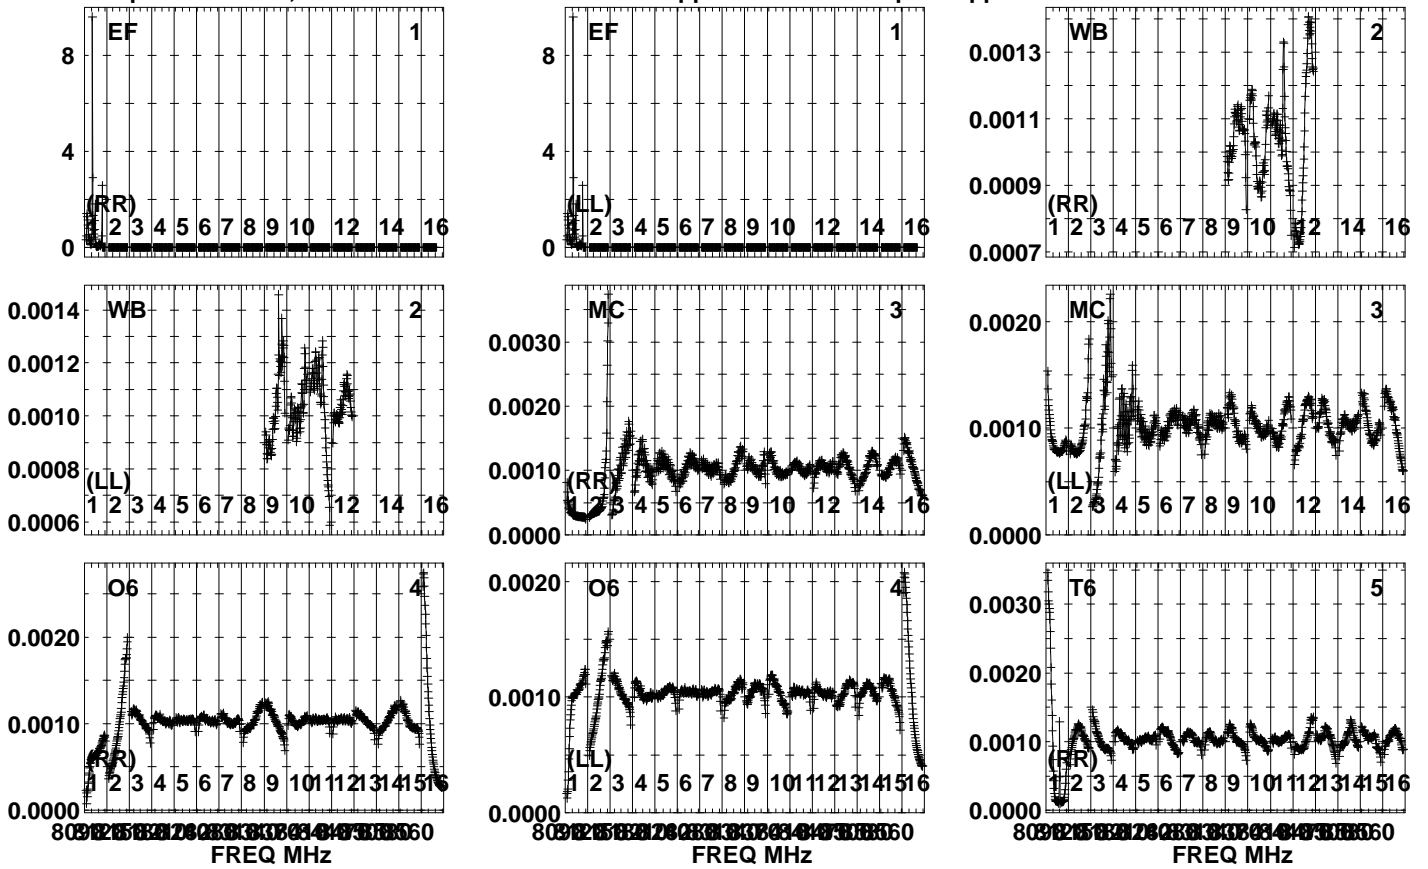 EF 1
8
4
0
(RR)
2 3 4 5 6 7 8 9 10 12 14 16
EF 1
8
4
0
(LL)
2 3 4 5 6 7 8 9 10 12 14 16
WB 2
0.0013
0.0011
0.0009
0.0007
(RR)
1 2 3 4 5 6 7 8 9 10 12 14 16
WB 2
0.0014
0.0012
0.0010
0.0008
0.0006
(LL)
1 2 3 4 5 6 7 8 9 10 12 14 16
MC 3
0.0030
0.0020
0.0010
0.0000
(RR)
1 2 3 4 5 6 7 8 9 10 12 14 16
MC 3
0.0020
0.0010
0.0000
(LL)
1 2 3 4 5 6 7 8 9 10 12 14 16
O6 4
0.0020
0.0010
0.0000
(RR)
1 2 3 4 5 6 7 8 9 10 11 12 13 14 15 16
FREQ MHz
O6 4
0.0020
0.0010
0.0000
(LL)
1 2 3 4 5 6 7 8 9 10 11 12 13 14 15 16
FREQ MHz
T6 5
0.0030
0.0020
0.0010
0.0000
(RR)
1 2 3 4 5 6 7 8 9 10 11 12 13 14 15 16
FREQ MHz